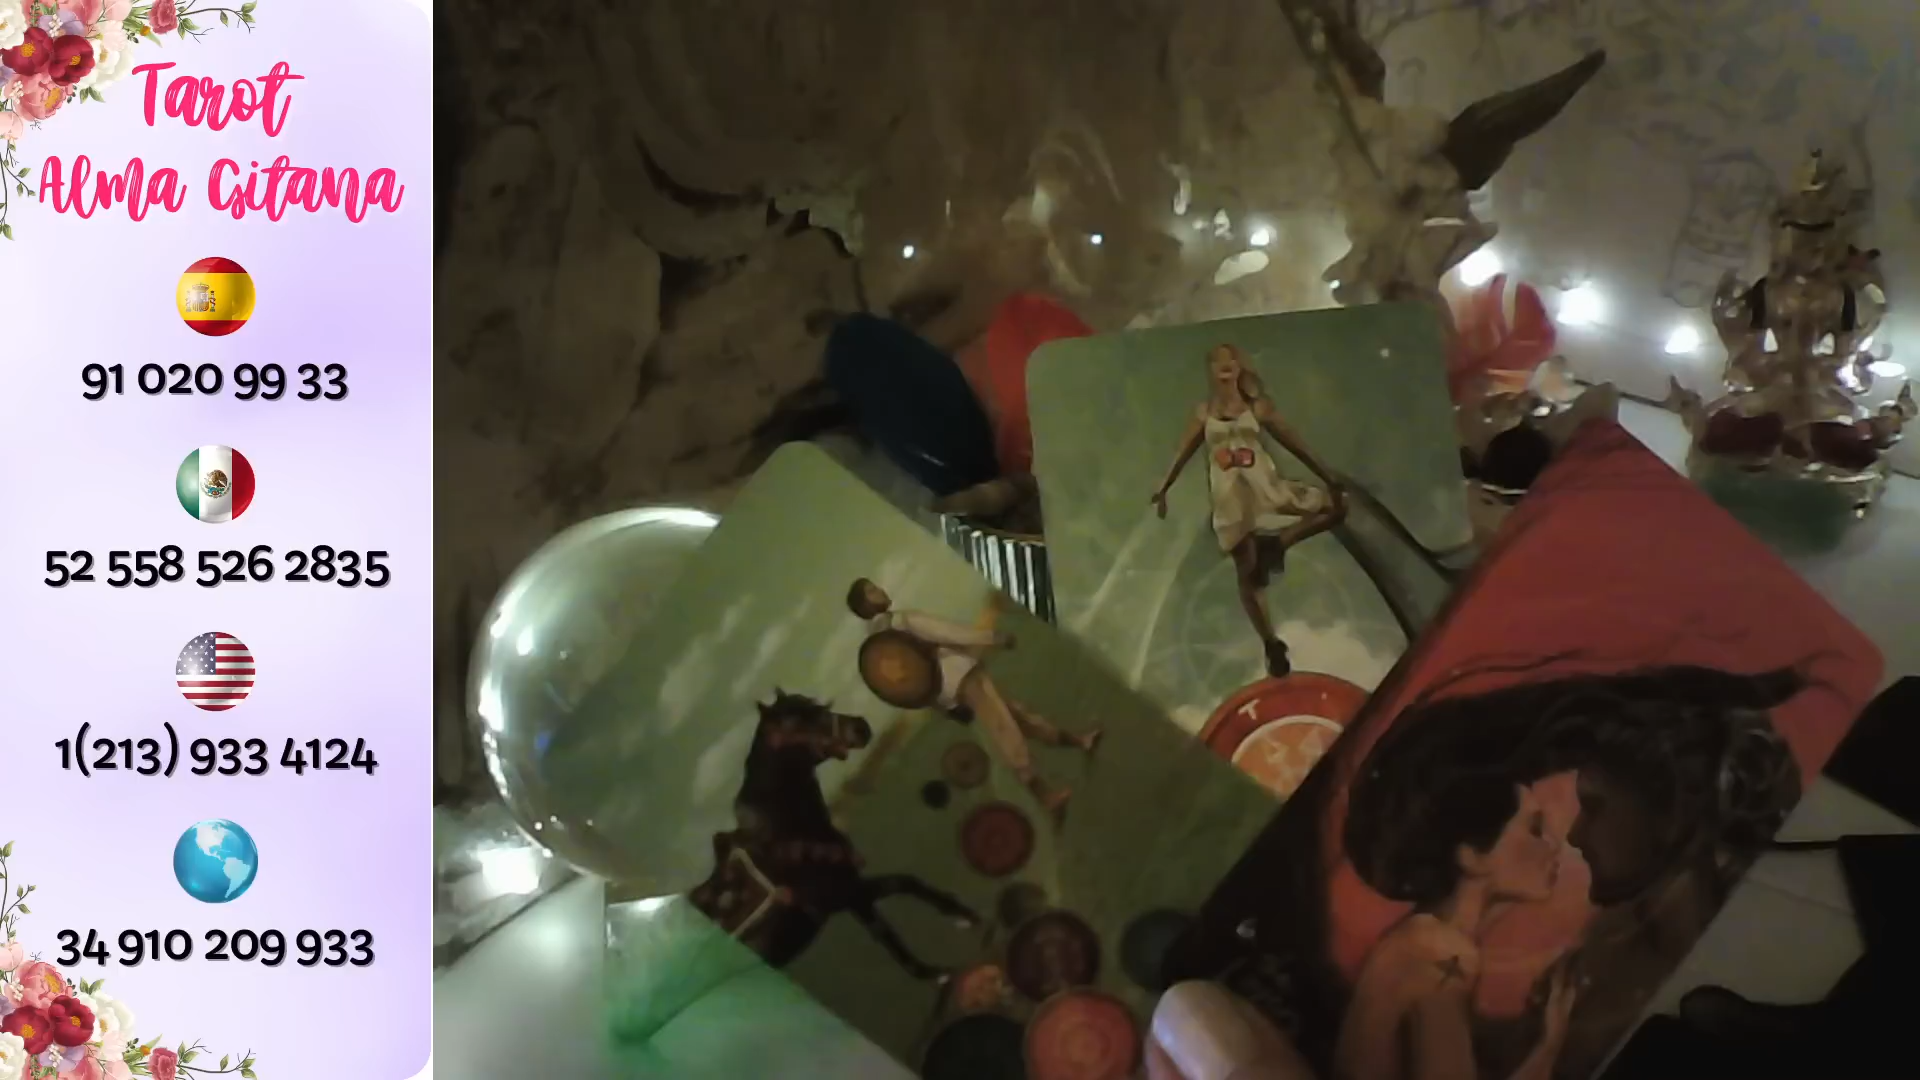 Tarot
Alma Gitana
91 020 99 33
52 558 526 2835
1(213) 933 4124
34 910 209 933